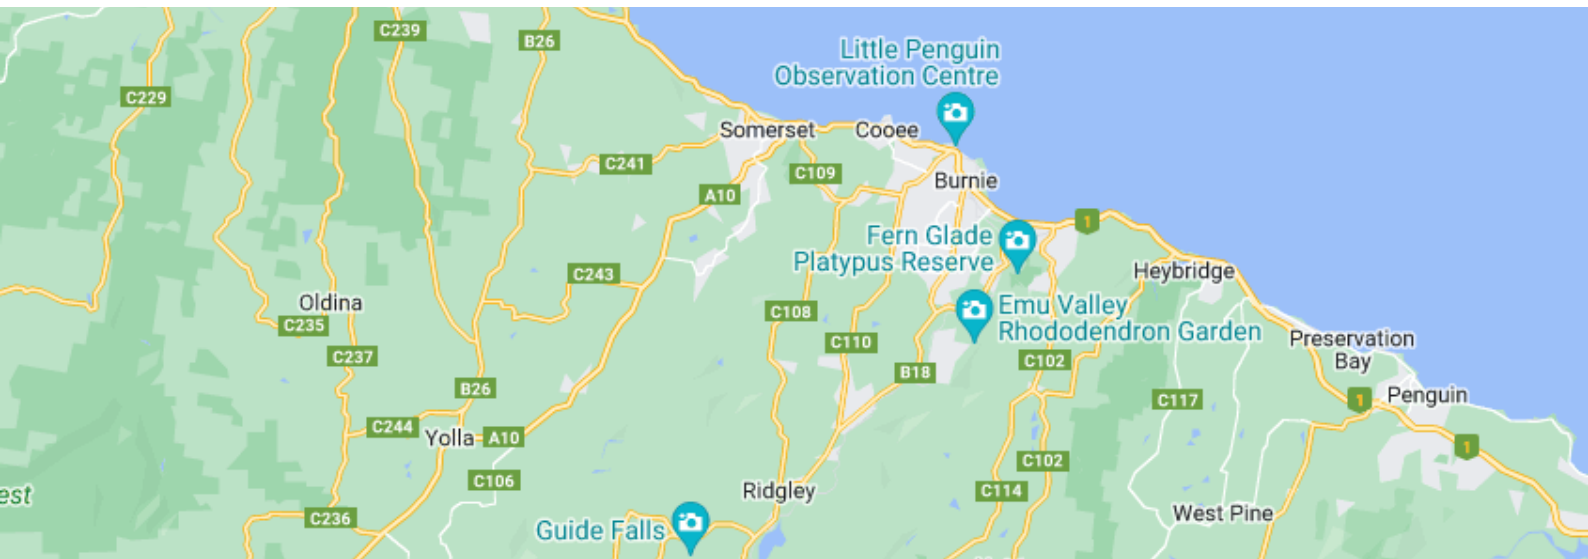 C239
B26
Little Penguin
Observation Centre
C229
Somerset
Cooee
C241
C109
Burnie
A10
1
Fern Glade
Platypus Reserve
Heybridge
C243
Oldina
C235
C108
Emu Valley
Rhododendron Garden
C237
C110
B18
C102
Preservation
Bay
B26
C117
1
Penguin
C244
Yolla
A10
1
C102
C106
C114
Ridgley
est
West Pine
C236
Guide Falls